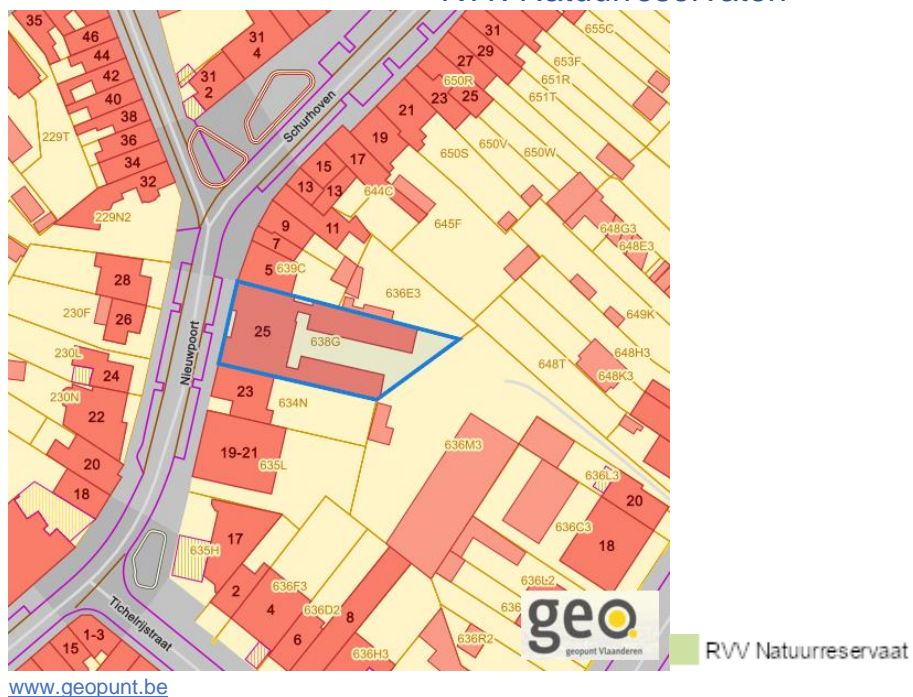 RVV Natuurreservaten
35
46
44
42
40
38
36
34
32
229T
229N2
31
4
31
2
Schurhoven
31
29
27
650R
23
25
21
19
17
15
13
13
11
9
7
5
639C
644C
645F
650S
650V
650W
655C
653F
651R
651T
648G3
648E3
649K
648H3
648K3
648T
636E3
638G
25
Nieuwpoort
28
26
230F
230L
24
230N
22
20
18
23
634N
19-21
635L
17
635H
2
4
6
8
636F3
636D2
636H3
636R2
636L2
636M3
636L3
636C3
20
18
Tichelrijstraat
1-3
15
geo
geopunt Vlaanderen
RVV Natuurreservaat
www.geopunt.be